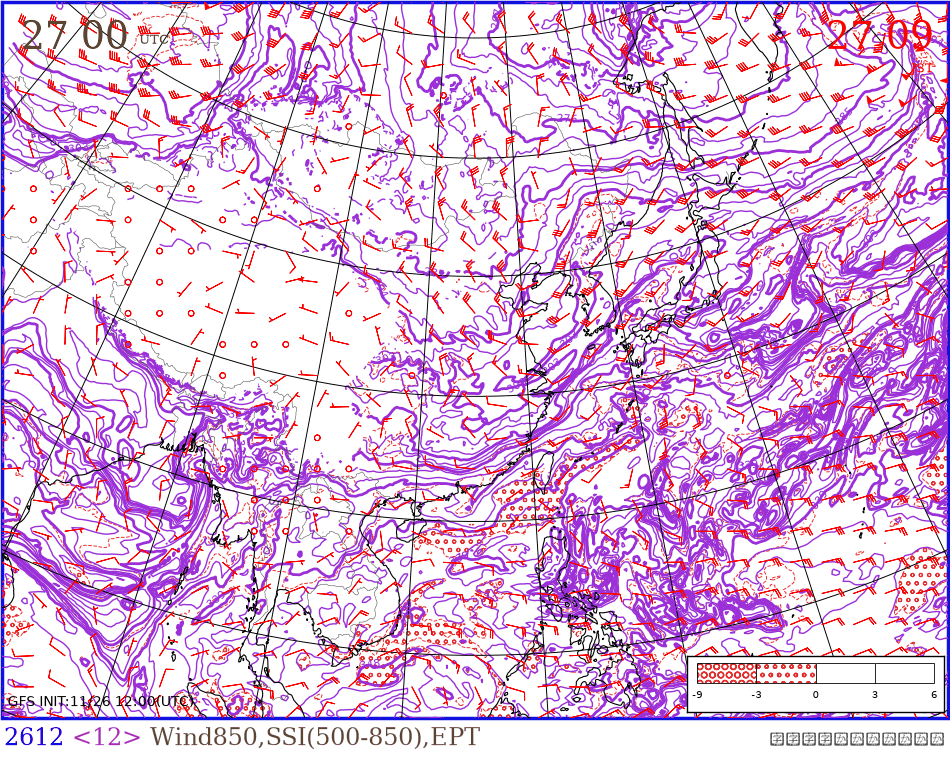 27 00 UTC 27.09
GFS INIT:11/26 12:00(UTC)
-9 -3 0 3 6
2612 <12> Wind850,SSI(500-850),EPT